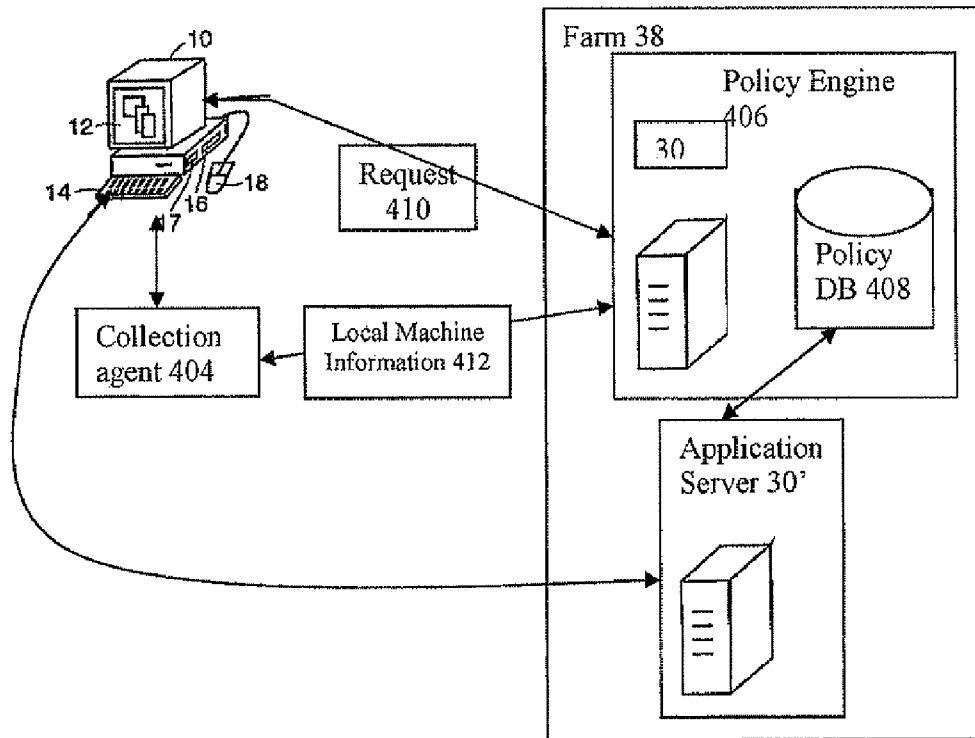 10
12
14
17
16
18
Request
410
Collection
agent 404
Local Machine
Information 412
Farm 38
Policy Engine
406
30
Policy
DB 408
Application
Server 30’